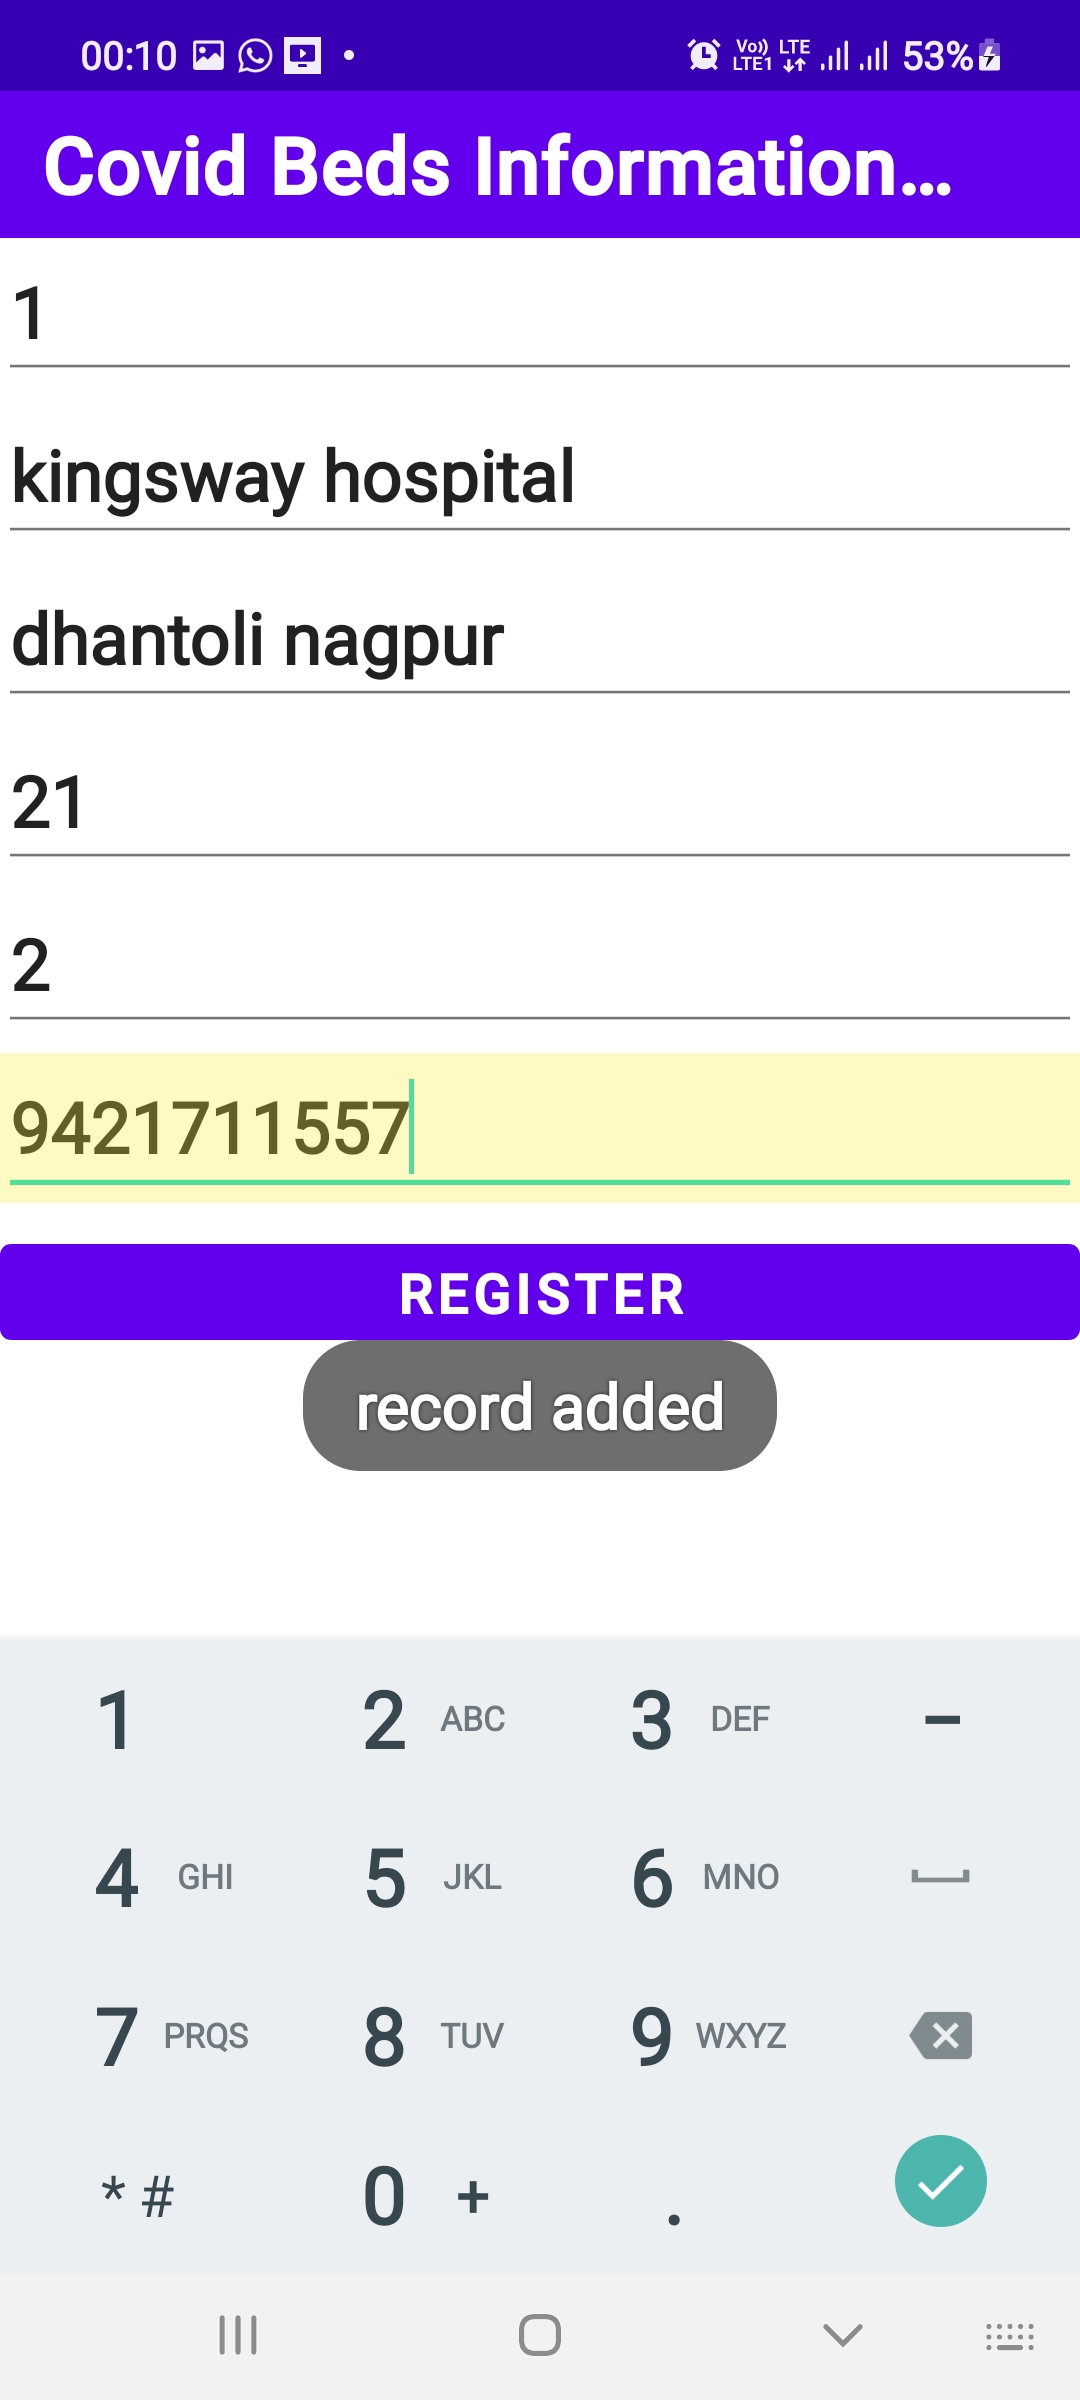 00:10 Vo)) LTE1 LTE 53%
Covid Beds Information...
1
kingsway hospital
dhantoli nagpur
21
2
9421711557
REGISTER
record added
1 2 ABC 3 DEF –
4 GHI 5 JKL 6 MNO
7 PRQS 8 TUV 9 WXYZ
* # 0 + .